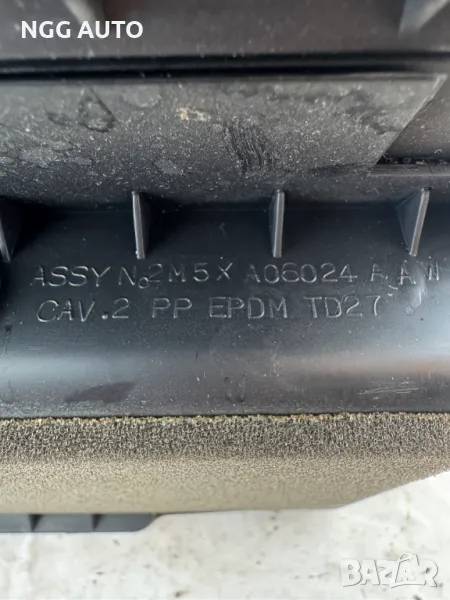 NGG AUTO
ASSY No 2M5X A06024 A A
CAV.2 PP EPDM TD27
BAZAR